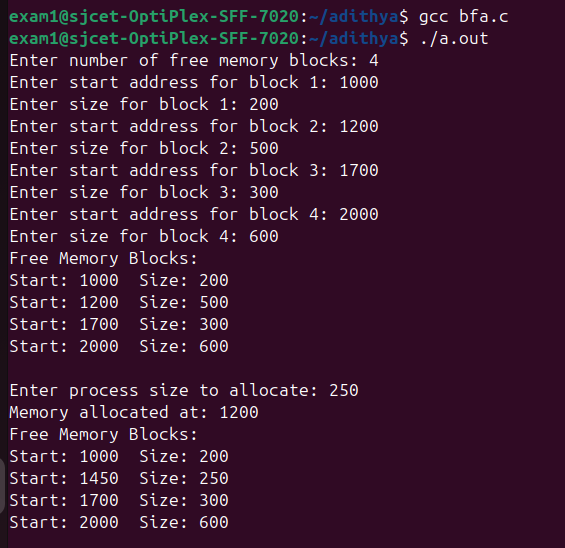 exam1@sjcet-OptiPlex-SFF-7020:~/adithya$ gcc bfa.c
exam1@sjcet-OptiPlex-SFF-7020:~/adithya$ ./a.out
Enter number of free memory blocks: 4
Enter start address for block 1: 1000
Enter size for block 1: 200
Enter start address for block 2: 1200
Enter size for block 2: 500
Enter start address for block 3: 1700
Enter size for block 3: 300
Enter start address for block 4: 2000
Enter size for block 4: 600
Free Memory Blocks:
Start: 1000  Size: 200
Start: 1200  Size: 500
Start: 1700  Size: 300
Start: 2000  Size: 600
Enter process size to allocate: 250
Memory allocated at: 1200
Free Memory Blocks:
Start: 1000  Size: 200
Start: 1450  Size: 250
Start: 1700  Size: 300
Start: 2000  Size: 600